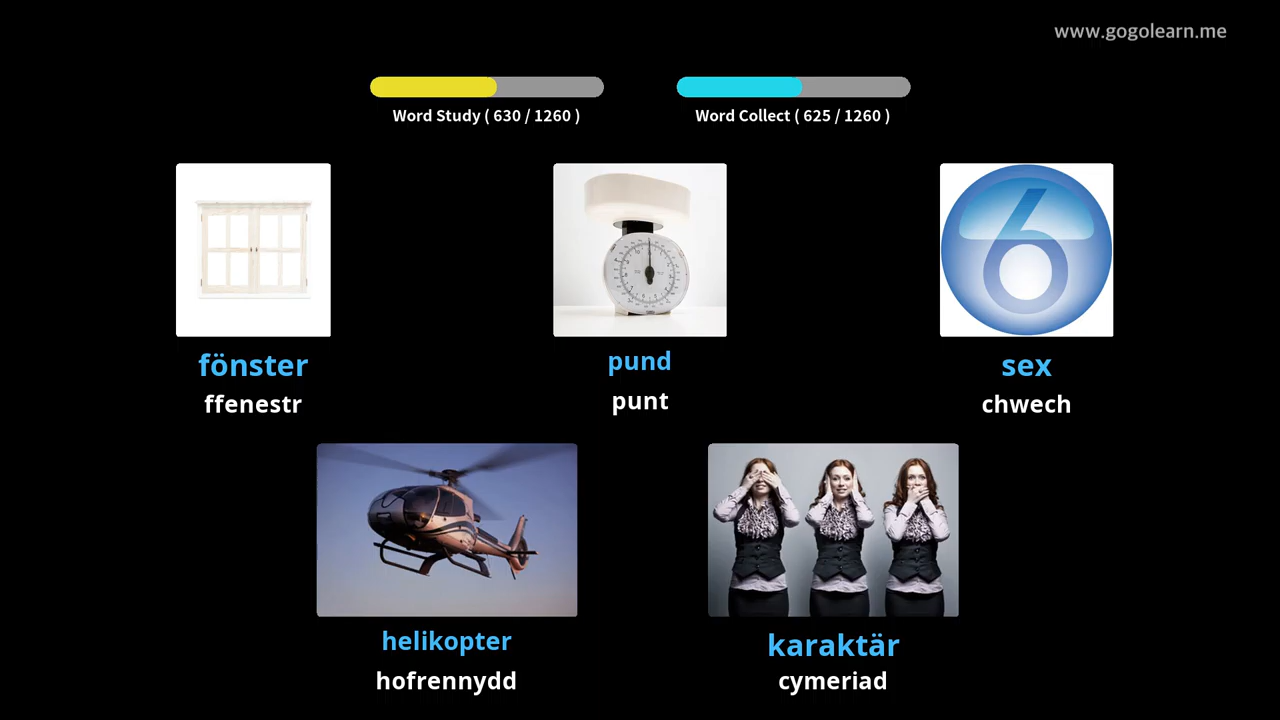 www.gogolearn.me
Word Study ( 630 / 1260 )
Word Collect ( 625 / 1260 )
6
fönster
pund
sex
ffenestr
punt
chwech
helikopter
karaktär
hofrennydd
cymeriad